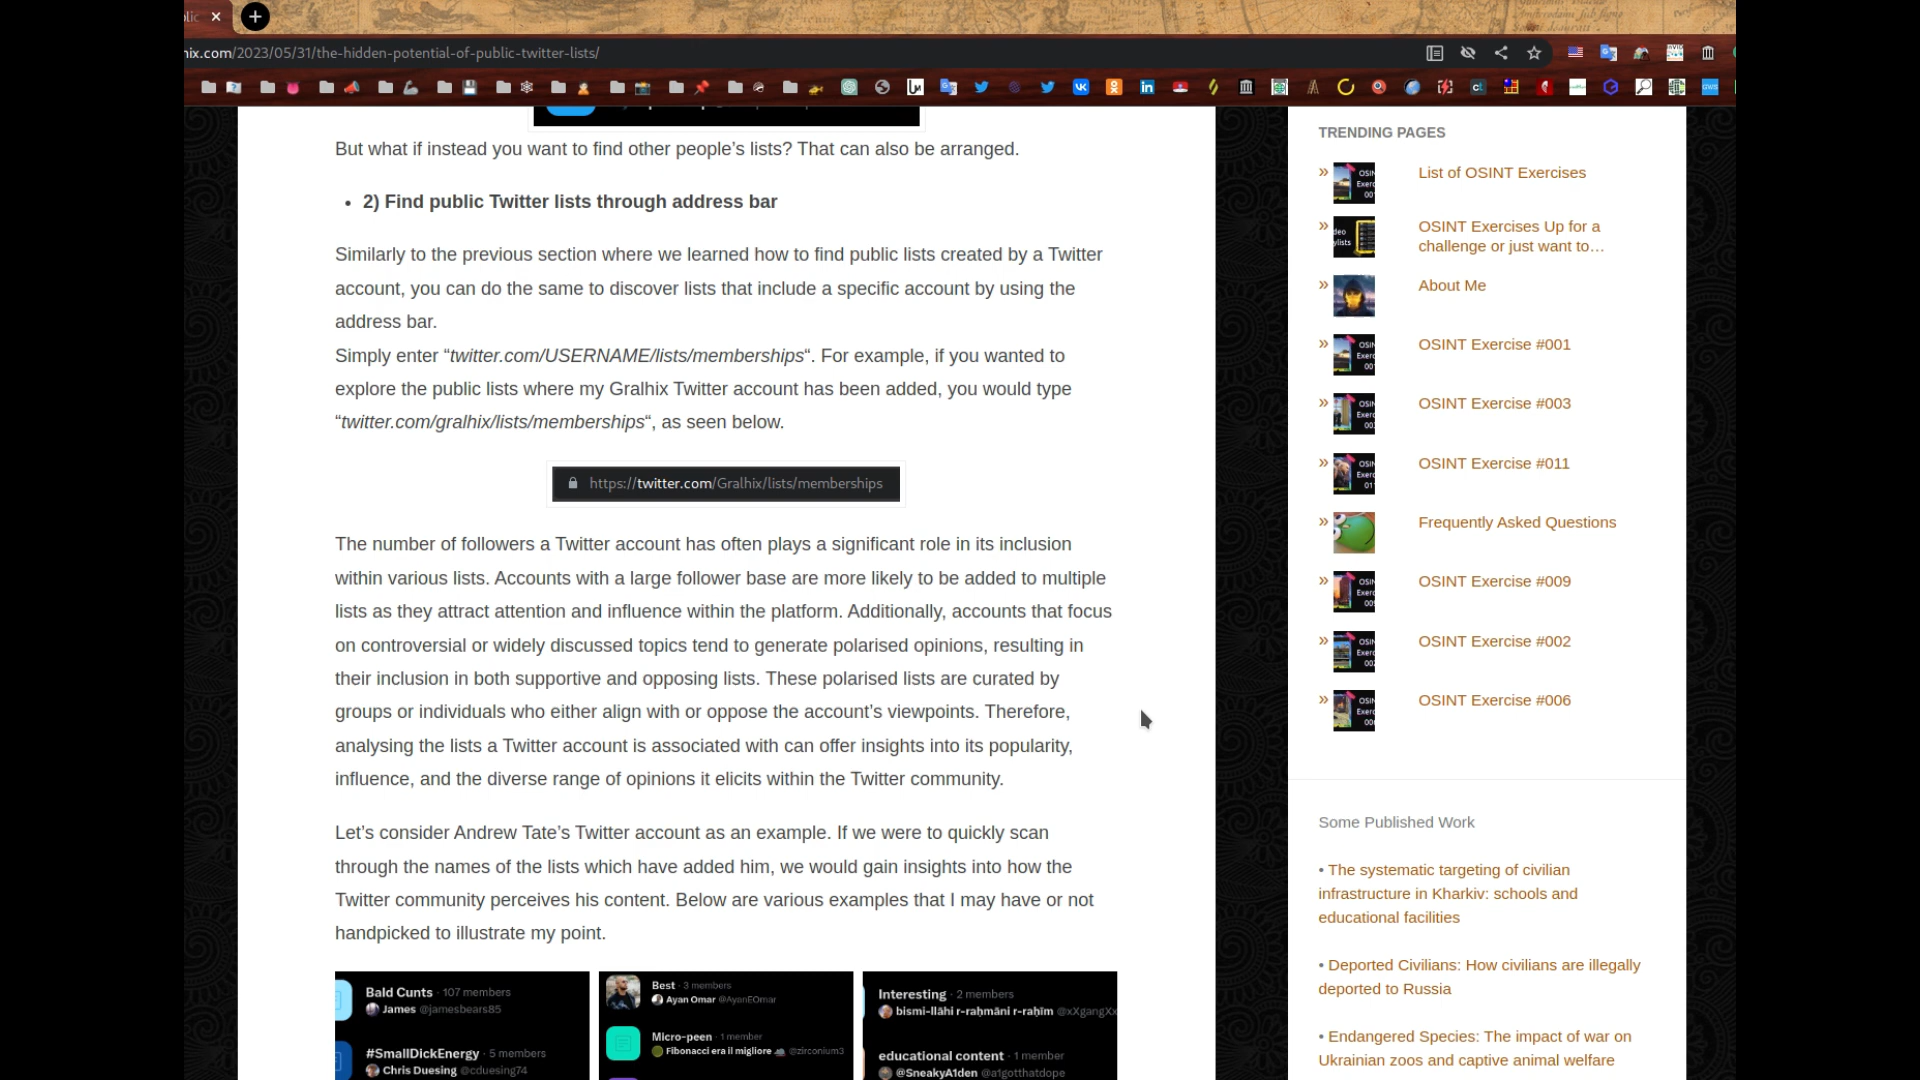 nix.com/2023/05/31/the-hidden-potential-of-public-twitter-lists/
But what if instead you want to find other people’s lists? That can also be arranged.
• 2) Find public Twitter lists through address bar
Similarly to the previous section where we learned how to find public lists created by a Twitter
account, you can do the same to discover lists that include a specific account by using the
address bar.
Simply enter “twitter.com/USERNAME/lists/memberships“. For example, if you wanted to
explore the public lists where my Gralhix Twitter account has been added, you would type
“twitter.com/gralhix/lists/memberships“, as seen below.
https://twitter.com/Gralhix/lists/memberships
The number of followers a Twitter account has often plays a significant role in its inclusion
within various lists. Accounts with a large follower base are more likely to be added to multiple
lists as they attract attention and influence within the platform. Additionally, accounts that focus
on controversial or widely discussed topics tend to generate polarised opinions, resulting in
their inclusion in both supportive and opposing lists. These polarised lists are curated by
groups or individuals who either align with or oppose the account’s viewpoints. Therefore,
analysing the lists a Twitter account is associated with can offer insights into its popularity,
influence, and the diverse range of opinions it elicits within the Twitter community.
Let’s consider Andrew Tate’s Twitter account as an example. If we were to quickly scan
through the names of the lists which have added him, we would gain insights into how the
Twitter community perceives his content. Below are various examples that I may have or not
handpicked to illustrate my point.
Bald Cunts · 107 members
James @jamesbears85
#SmallDickEnergy · 5 members
Chris Duesing @cduesing74
Best · 3 members
Ayan Omar @AyanEOmar
Micro-peen · 1 member
Fibonacci era il migliore @zirconium3
Interesting · 2 members
bismi-llāhi r-raḥmāni r-raḥīm @xXgangXx
educational content · 1 member
@SneakyA1den @a1gotthatdope
TRENDING PAGES
» List of OSINT Exercises
» OSINT Exercises Up for a
challenge or just want to…
» About Me
» OSINT Exercise #001
» OSINT Exercise #003
» OSINT Exercise #011
» Frequently Asked Questions
» OSINT Exercise #009
» OSINT Exercise #002
» OSINT Exercise #006
Some Published Work
• The systematic targeting of civilian
infrastructure in Kharkiv: schools and
educational facilities
• Deported Civilians: How civilians are illegally
deported to Russia
• Endangered Species: The impact of war on
Ukrainian zoos and captive animal welfare